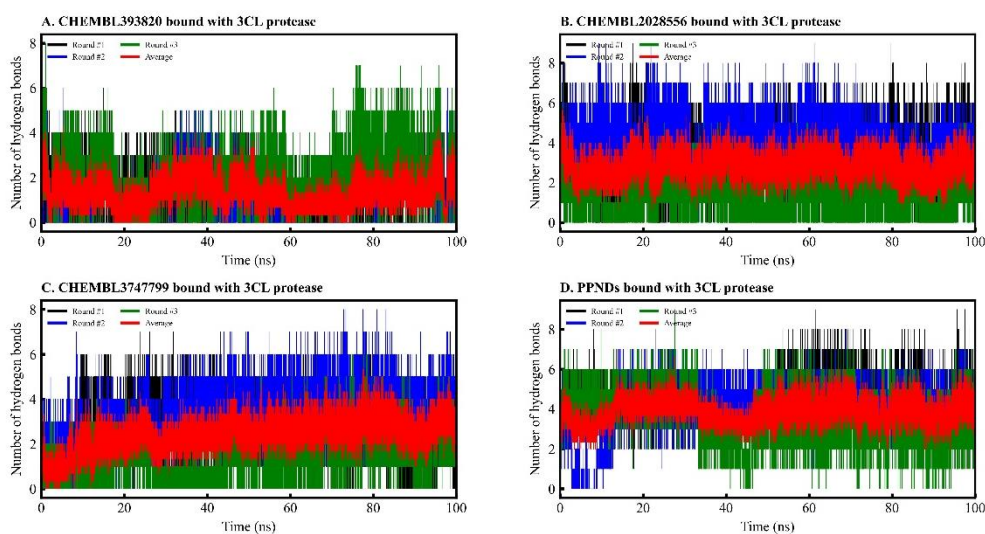 A. CHEMBL393820 bound with 3CL protease
Round #1
Round #3
Round #2
Average
Number of hydrogen bonds
8
6
4
2
0
0 20 40 60 80 100
Time (ns)
B. CHEMBL2028556 bound with 3CL protease
Round #1
Round #3
Round #2
Average
Number of hydrogen bonds
8
6
4
2
0
0 20 40 60 80 100
Time (ns)
C. CHEMBL3747799 bound with 3CL protease
Round #1
Round #3
Round #2
Average
Number of hydrogen bonds
8
6
4
2
0
0 20 40 60 80 100
Time (ns)
D. PPNDs bound with 3CL protease
Round #1
Round #3
Round #2
Average
Number of hydrogen bonds
8
6
4
2
0
0 20 40 60 80 100
Time (ns)